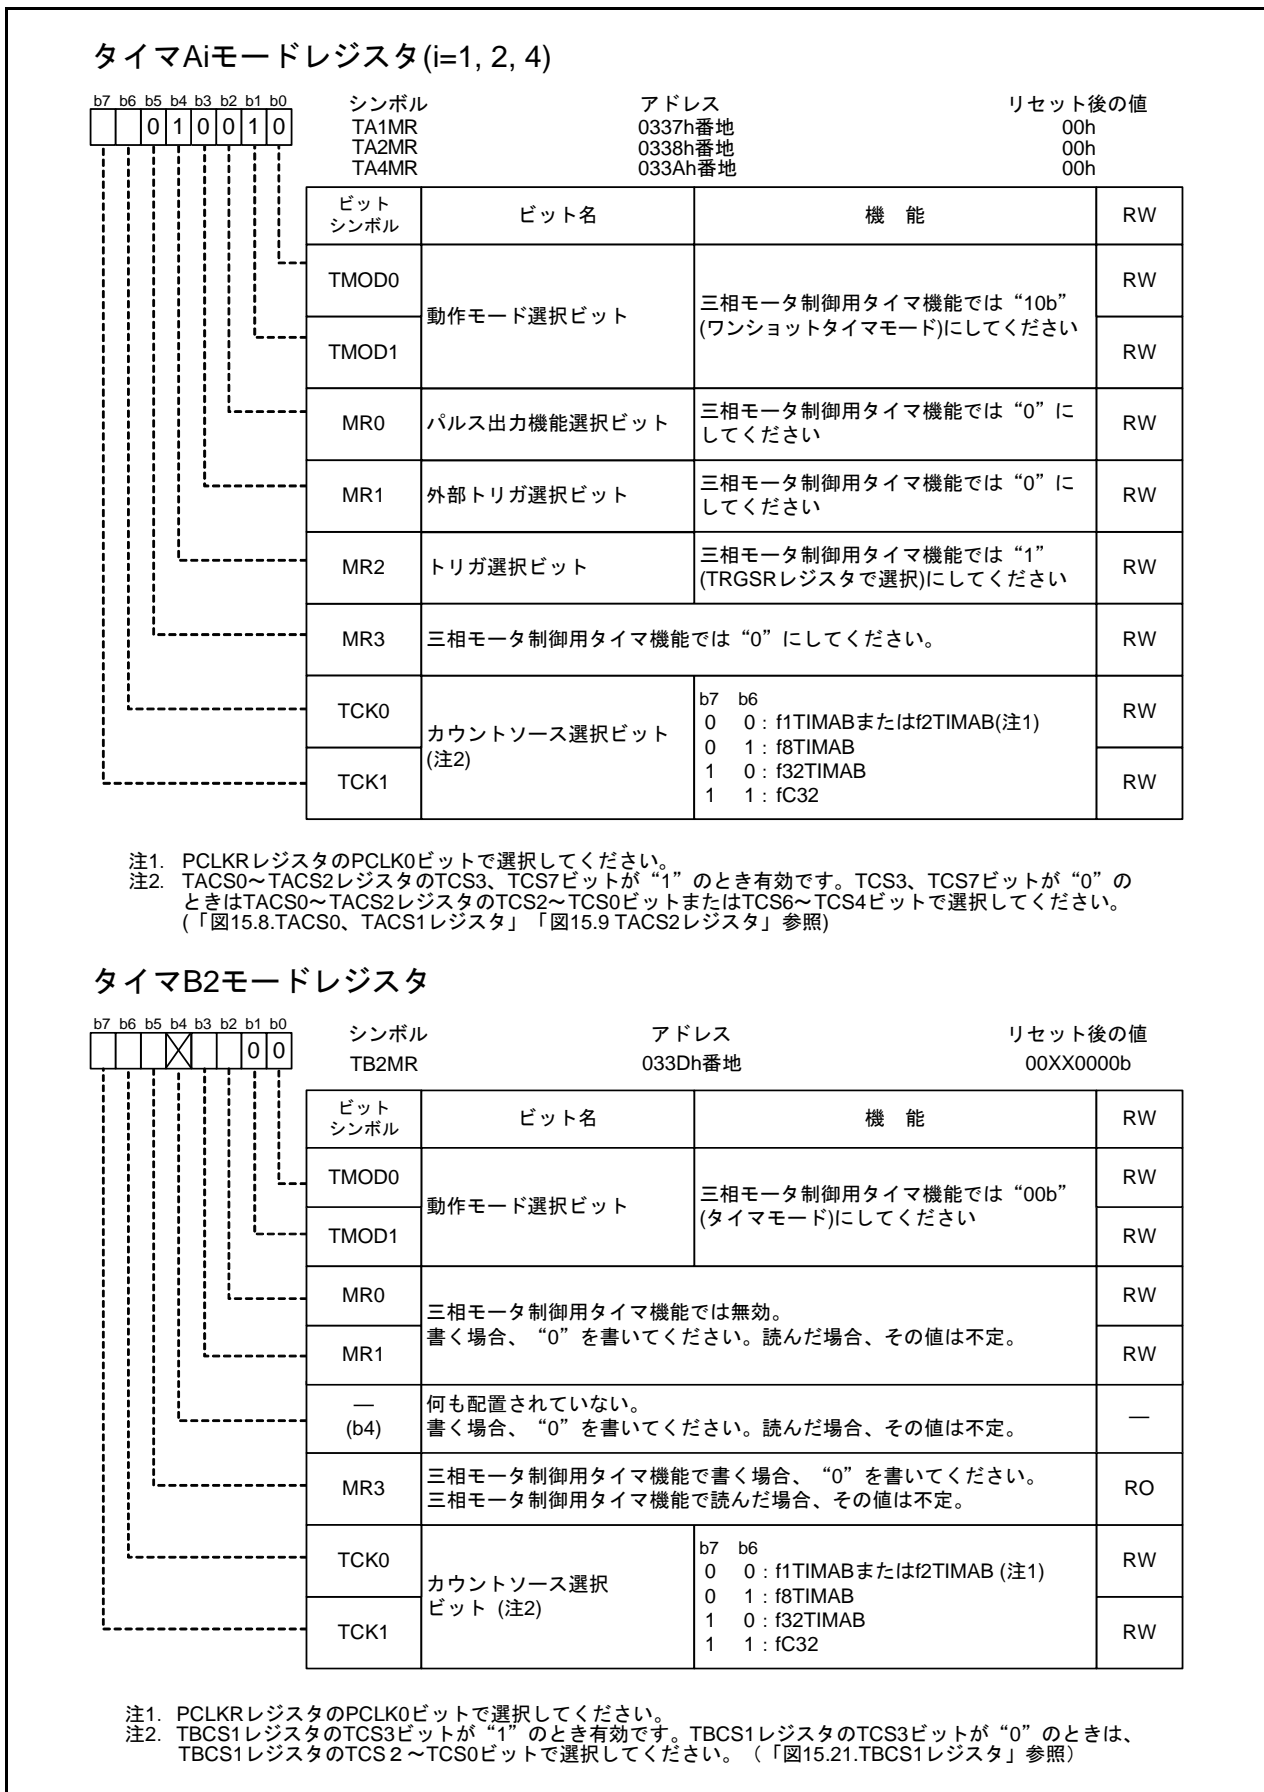 タイマAiモードレジスタ(i=1, 2, 4)
b7 b6 b5 b4 b3 b2 b1 b0
0 1 0 0 1 0
シンボル アドレス リセット後の値
TA1MR 0337h番地 00h
TA2MR 0338h番地 00h
TA4MR 033Ah番地 00h
ビット
シンボル
ビット名 機 能 RW
TMOD0 RW
動作モード選択ビット
三相モータ制御用タイマ機能では“10b”
(ワンショットタイマモード)にしてください
TMOD1 RW
MR0 パルス出力機能選択ビット
三相モータ制御用タイマ機能では“0”に
してください
RW
MR1 外部トリガ選択ビット
三相モータ制御用タイマ機能では“0”に
してください
RW
MR2 トリガ選択ビット
三相モータ制御用タイマ機能では“1”
(TRGSRレジスタで選択)にしてください
RW
MR3 三相モータ制御用タイマ機能では“0”にしてください。 RW
TCK0 RW
カウントソース選択ビット
(注2)
b7 b6
0 0：f1TIMABまたはf2TIMAB(注1)
0 1：f8TIMAB
1 0：f32TIMAB
1 1：fC32
TCK1 RW
注1. PCLKRレジスタのPCLK0ビットで選択してください。
注2. TACS0～TACS2レジスタのTCS3、TCS7ビットが“1”のとき有効です。TCS3、TCS7ビットが“0”の
ときはTACS0～TACS2レジスタのTCS2～TCS0ビットまたはTCS6～TCS4ビットで選択してください。
(「図15.8.TACS0、TACS1レジスタ」「図15.9 TACS2レジスタ」参照)
タイマB2モードレジスタ
b7 b6 b5 b4 b3 b2 b1 b0
0 0
シンボル アドレス リセット後の値
TB2MR 033Dh番地 00XX0000b
ビット
シンボル
ビット名 機 能 RW
TMOD0 RW
動作モード選択ビット
三相モータ制御用タイマ機能では“00b”
(タイマモード)にしてください
TMOD1 RW
MR0 RW
三相モータ制御用タイマ機能では無効。
書く場合、“0”を書いてください。読んだ場合、その値は不定。
MR1 RW
—
(b4)
何も配置されていない。
書く場合、“0”を書いてください。読んだ場合、その値は不定。
—
MR3
三相モータ制御用タイマ機能で書く場合、“0”を書いてください。
三相モータ制御用タイマ機能で読んだ場合、その値は不定。
RO
TCK0 RW
カウントソース選択
ビット (注2)
b7 b6
0 0：f1TIMABまたはf2TIMAB (注1)
0 1：f8TIMAB
1 0：f32TIMAB
1 1：fC32
TCK1 RW
注1. PCLKRレジスタのPCLK0ビットで選択してください。
注2. TBCS1レジスタのTCS3ビットが“1”のとき有効です。TBCS1レジスタのTCS3ビットが“0”のときは、
TBCS1レジスタのTCS２～TCS0ビットで選択してください。（「図15.21.TBCS1レジスタ」参照）